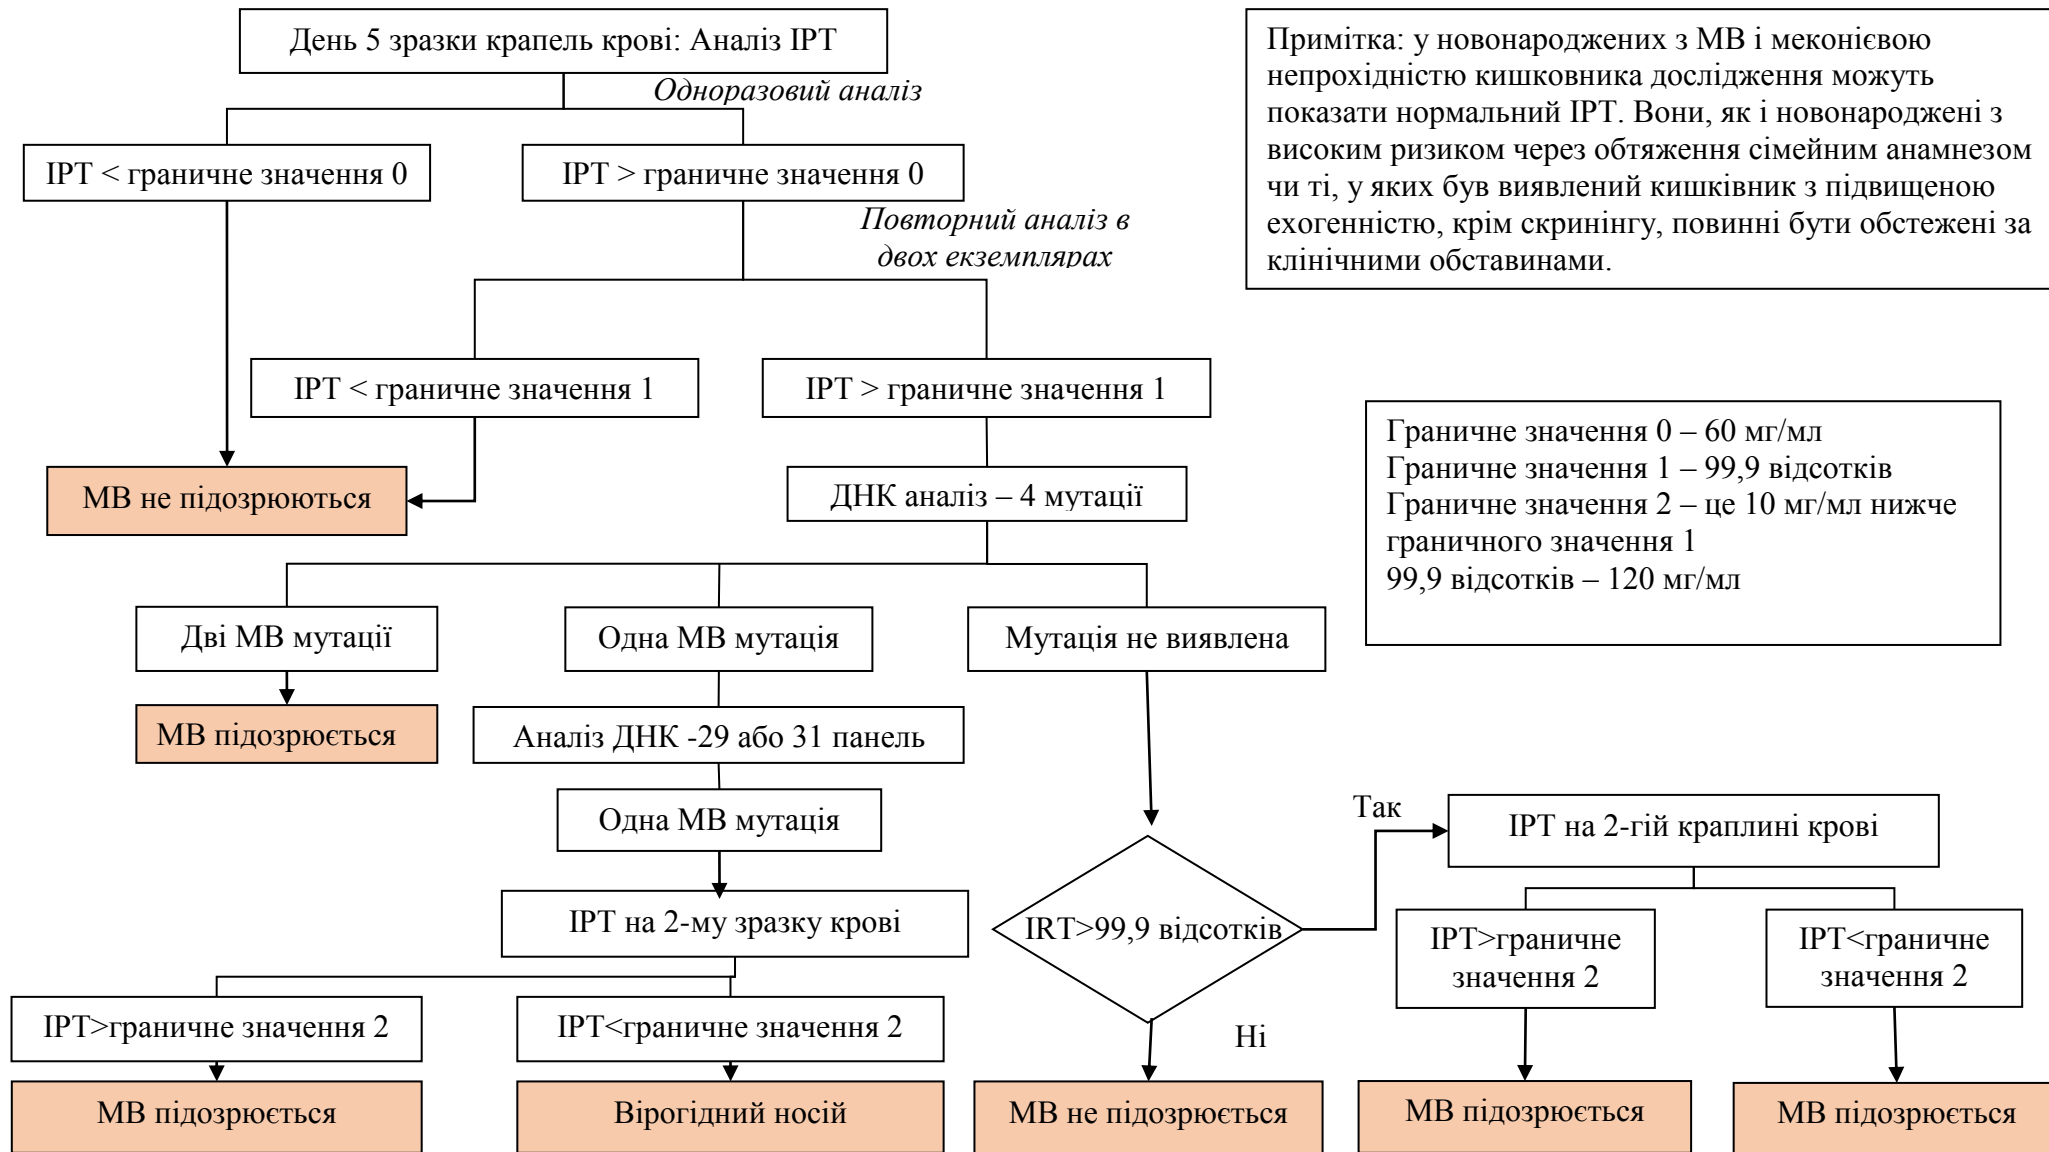 День 5 зразки крапель крові: Аналіз ІРТ
Одноразовий аналіз
Примітка: у новонароджених з МВ і меконієвою
непрохідністю кишковника дослідження можуть
показати нормальний ІРТ. Вони, як і новонароджені з
високим ризиком через обтяження сімейним анамнезом
чи ті, у яких був виявлений кишківник з підвищеною
ехогенністю, крім скринінгу, повинні бути обстежені за
клінічними обставинами.
ІРТ < граничне значення 0
ІРТ > граничне значення 0
Повторний аналіз в
двох екземплярах
ІРТ < граничне значення 1
ІРТ > граничне значення 1
Граничне значення 0 – 60 мг/мл
Граничне значення 1 – 99,9 відсотків
Граничне значення 2 – це 10 мг/мл нижче
граничного значення 1
99,9 відсотків – 120 мг/мл
МВ не підозрюються
ДНК аналіз – 4 мутації
Дві МВ мутації
Одна МВ мутація
Мутація не виявлена
МВ підозрюється
Аналіз ДНК -29 або 31 панель
Одна МВ мутація
Так
ІРТ на 2-гій краплині крові
ІРТ на 2-му зразку крові
IRT>99,9 відсотків
ІРТ>граничне
значення 2
ІРТ<граничне
значення 2
ІРТ>граничне значення 2
ІРТ<граничне значення 2
Ні
МВ підозрюється
Вірогідний носій
МВ не підозрюється
МВ підозрюється
МВ підозрюється